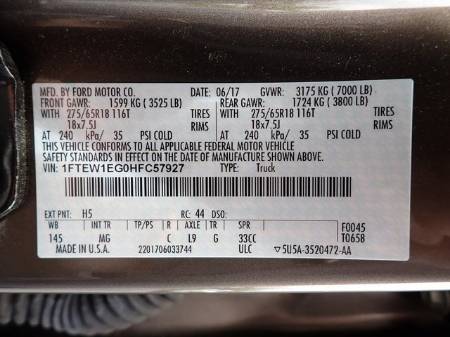 MFD. BY FORD MOTOR CO. 06/17 GVWR: 3175 KG ( 7000 LB)
FRONT GAWR: 1599 KG ( 3525 LB) REAR GAWR: 1724 KG ( 3800 LB)
WITH 275/65R18 116T TIRES WITH 275/65R18 116T TIRES
18x7.5J RIMS 18x7.5J RIMS
AT 240 kPa/ 35 PSI COLD AT 240 kPa/ 35 PSI COLD
THIS VEHICLE CONFORMS TO ALL APPLICABLE FEDERAL MOTOR VEHICLE
SAFETY STANDARDS IN EFFECT ON THE DATE OF MANUFACTURE SHOWN ABOVE.
VIN: 1FTEW1EG0HFC57927 TYPE: Truck
EXT PNT: H5 RC: 44 DSO: F0045
WB TP/PS R AXLE TR SPR T0658
145 MG C L9 G 33CC
MADE IN U.S.A. 2201706033744 ULC 5U5A-3520472-AA